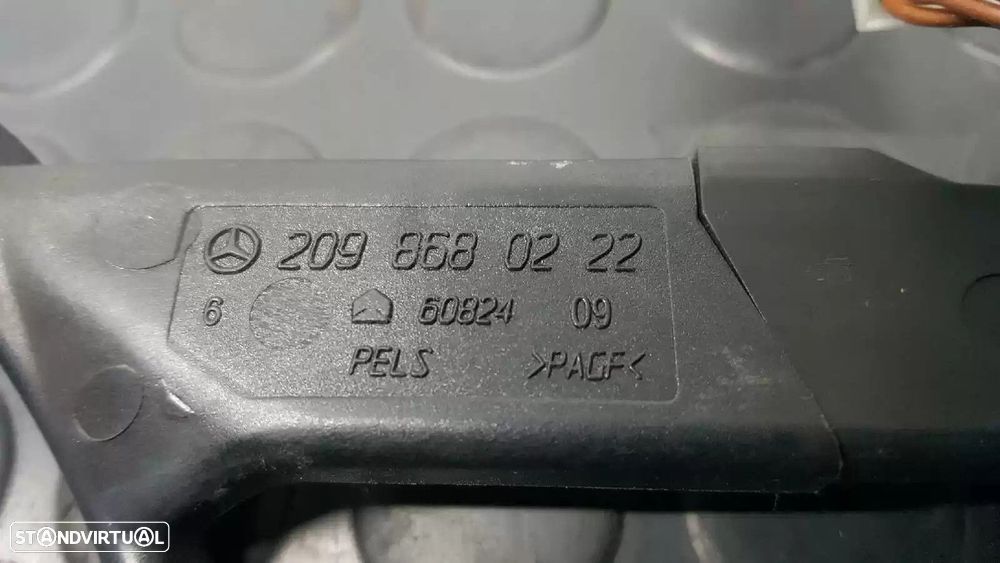 209 868 02 22
6 60824 09
PELS >PAGF<
STANDVIRTUAL